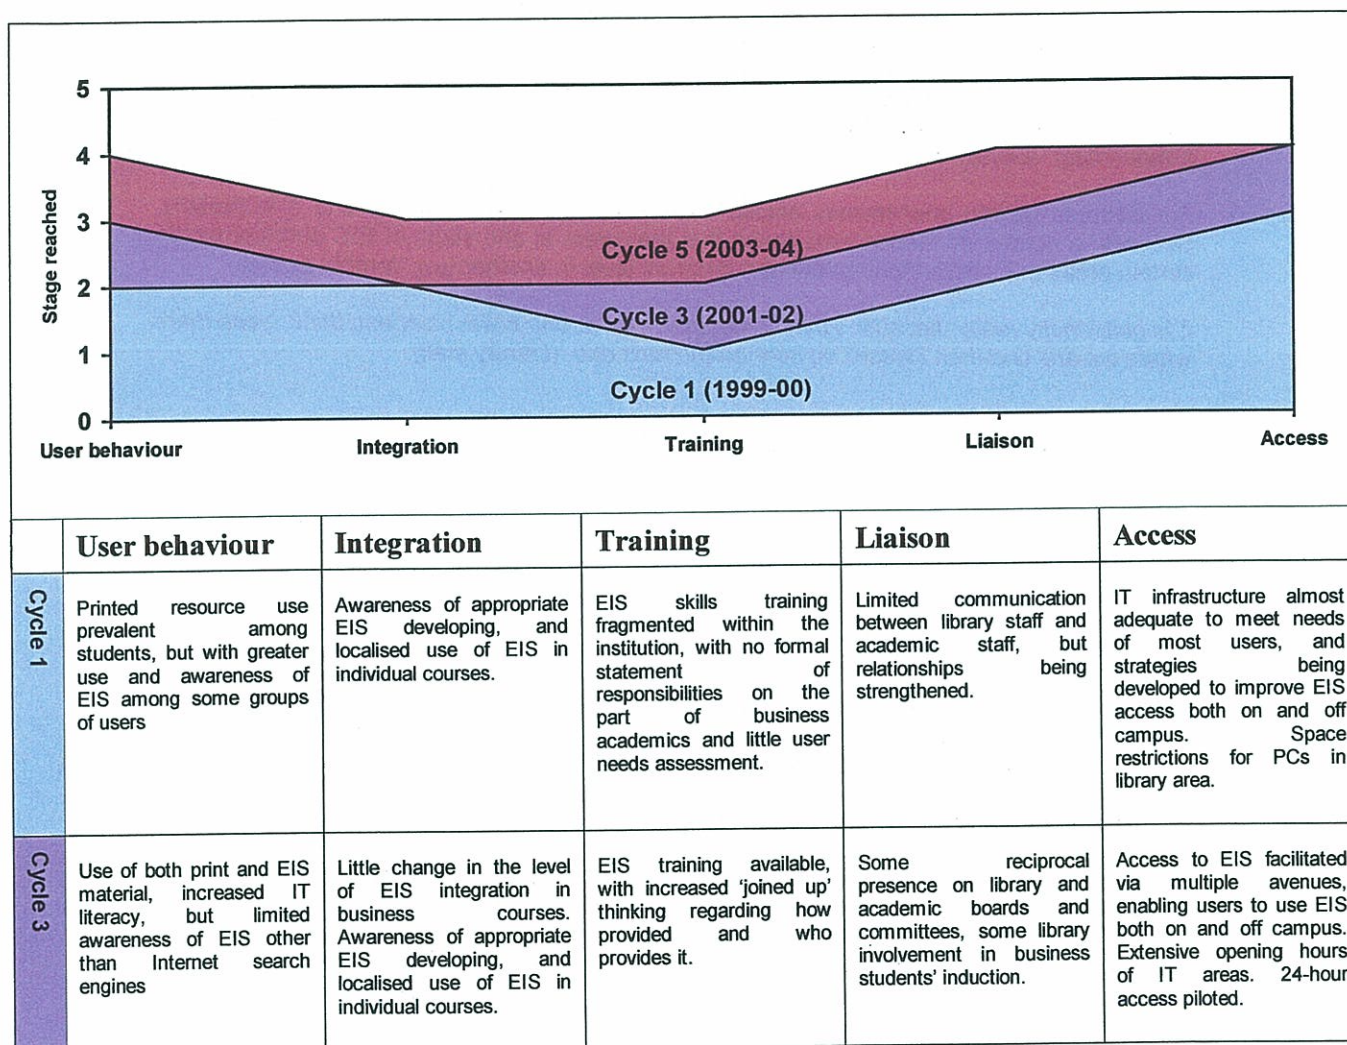 5
4
3
2
1
0
Stage reached
Cycle 5 (2003-04)
Cycle 3 (2001-02)
Cycle 1 (1999-00)
User behaviour
Integration
Training
Liaison
Access
User behaviour
Integration
Training
Liaison
Access
Cycle 1
Printed resource use
prevalent among
students, but with greater
use and awareness of
EIS among some groups
of users
Awareness of appropriate
EIS developing, and
localised use of EIS in
individual courses.
EIS skills training
fragmented within the
institution, with no formal
statement of
responsibilities on the
part of business
academics and little user
needs assessment.
Limited communication
between library staff and
academic staff, but
relationships being
strengthened.
IT infrastructure almost
adequate to meet needs
of most users, and
strategies being
developed to improve EIS
access both on and off
campus. Space
restrictions for PCs in
library area.
Cycle 3
Use of both print and EIS
material, increased IT
literacy, but limited
awareness of EIS other
than Internet search
engines
Little change in the level
of EIS integration in
business courses.
Awareness of appropriate
EIS developing, and
localised use of EIS in
individual courses.
EIS training available,
with increased 'joined up'
thinking regarding how
provided and who
provides it.
Some reciprocal
presence on library and
academic boards and
committees, some library
involvement in business
students' induction.
Access to EIS facilitated
via multiple avenues,
enabling users to use EIS
both on and off campus.
Extensive opening hours
of IT areas. 24-hour
access piloted.